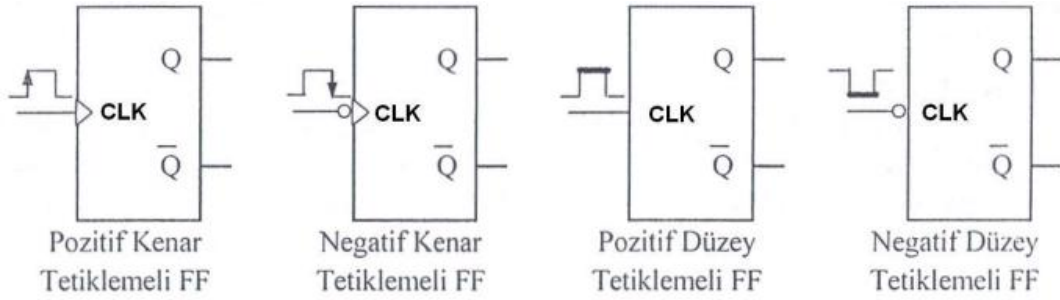 Q
CLK
Q̅
Pozitif Kenar
Tetiklemeli FF
Q
CLK
Q̅
Negatif Kenar
Tetiklemeli FF
Q
CLK
Q̅
Pozitif Düzey
Tetiklemeli FF
Q
CLK
Q̅
Negatif Düzey
Tetiklemeli FF